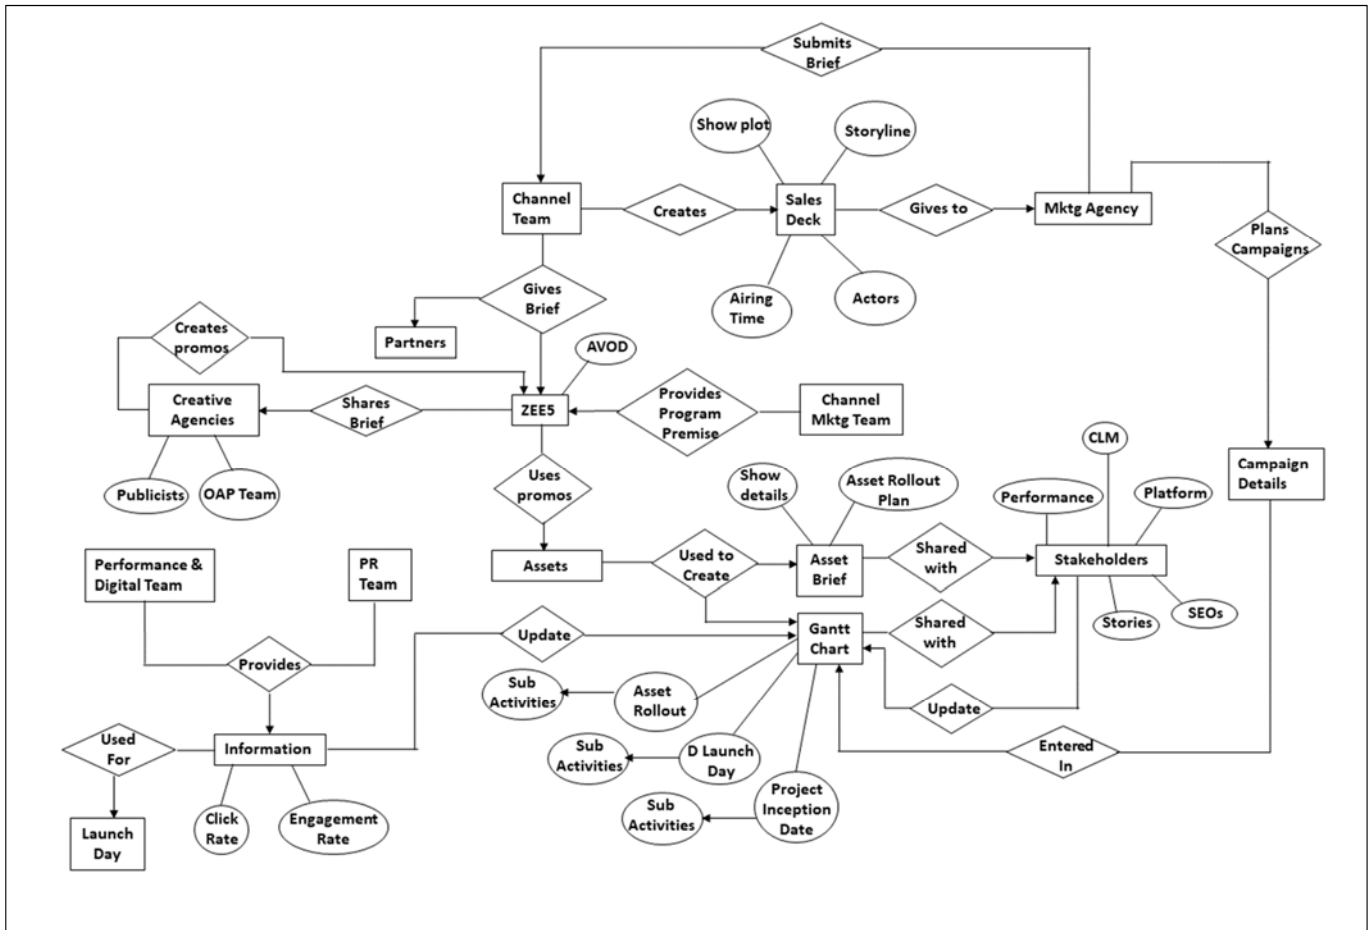 Submits
Brief
Show plot
Storyline
Channel
Team
Creates
Sales
Deck
Gives to
Mktg Agency
Plans
Campaigns
Gives
Brief
Airing
Time
Actors
Creates
promos
Partners
AVOD
Creative
Agencies
Shares
Brief
ZEE5
Provides
Program
Premise
Channel
Mktg Team
CLM
Publicists
OAP Team
Uses
promos
Show
details
Asset Rollout
Plan
Performance
Platform
Campaign
Details
Performance &
Digital Team
PR
Team
Assets
Used to
Create
Asset
Brief
Shared
with
Stakeholders
Stories
SEOs
Update
Gantt
Chart
Shared
with
Provides
Sub
Activities
Asset
Rollout
Update
Used
For
Information
Sub
Activities
D Launch
Day
Entered
In
Click
Rate
Engagement
Rate
Sub
Activities
Project
Inception
Date
Launch
Day